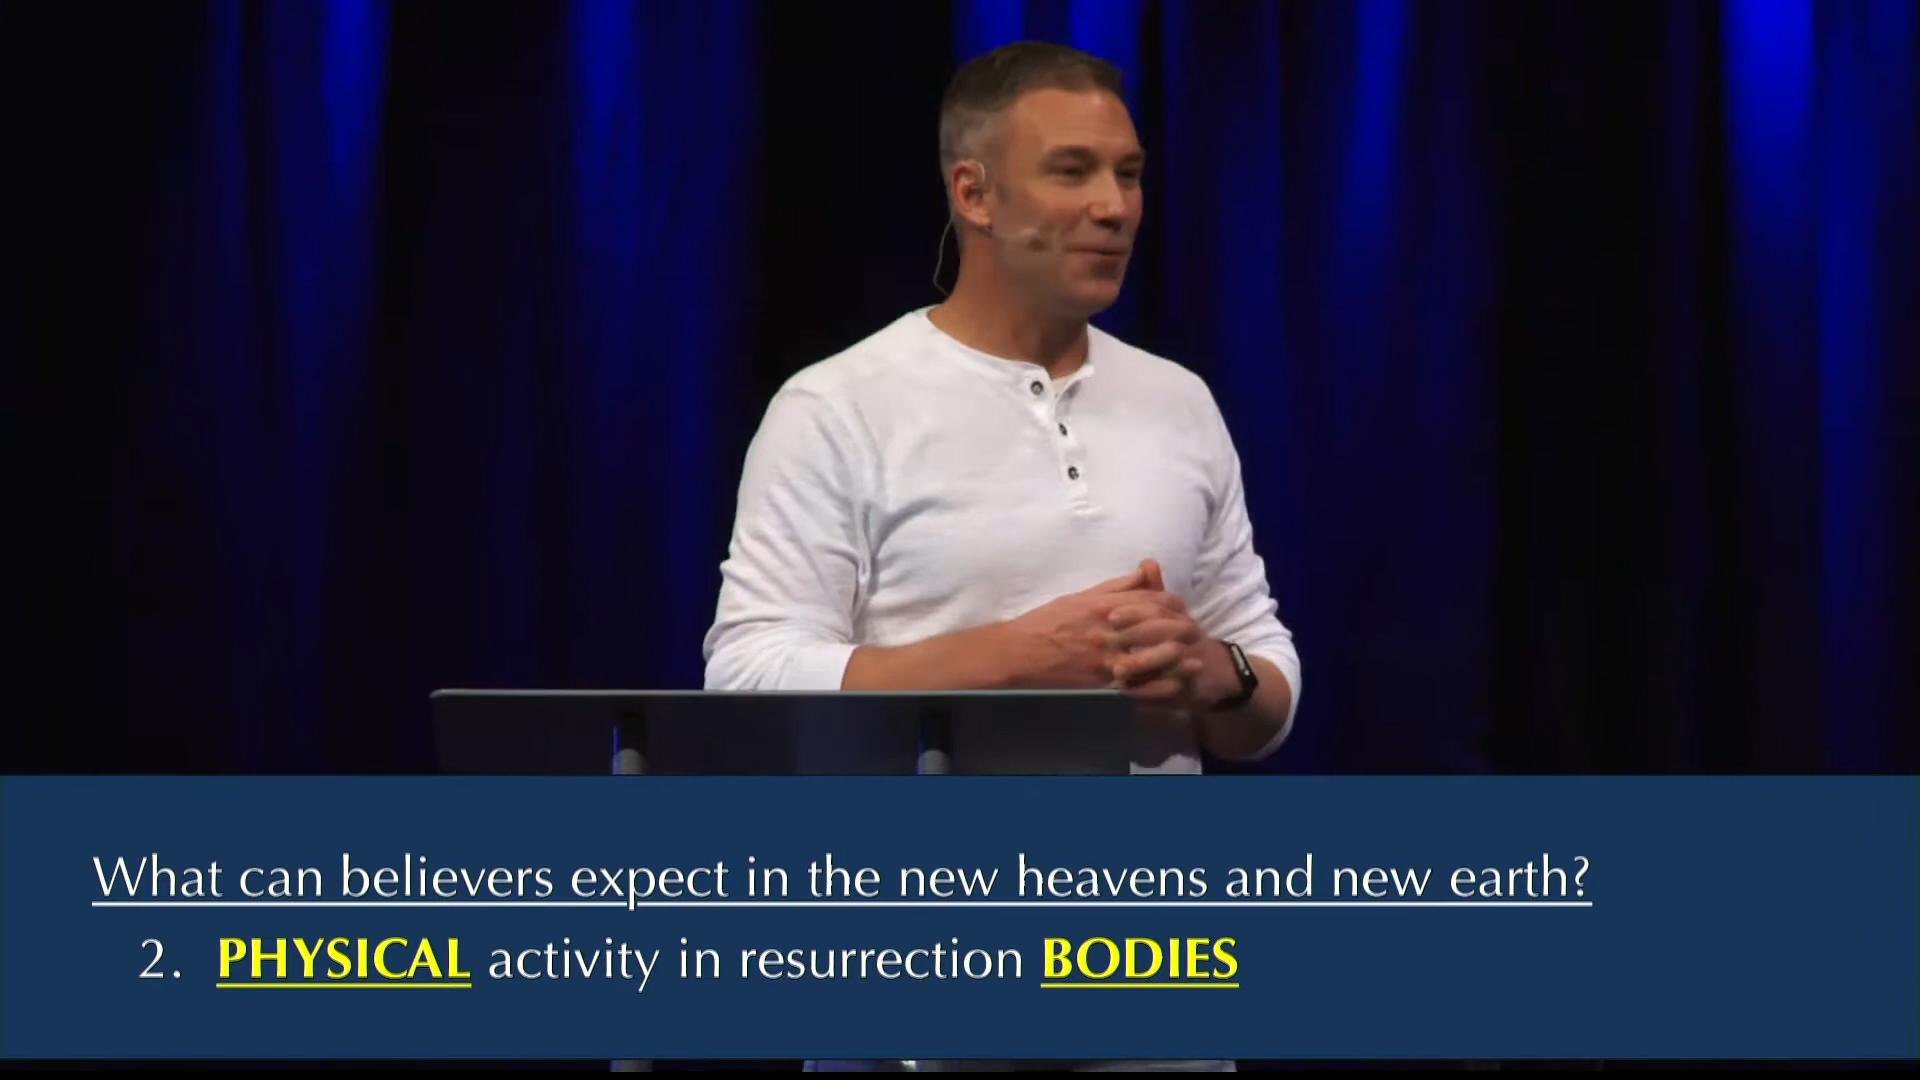 What can believers expect in the new heavens and new earth?
2. PHYSICAL activity in resurrection BODIES